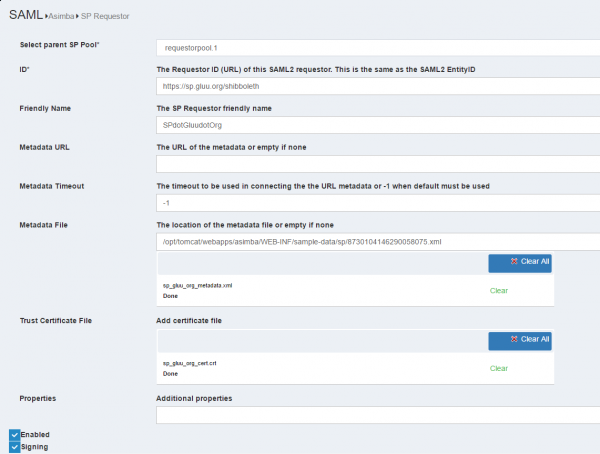 SAML Asimba SP Requestor
Select parent SP Pool* requestorpool.1
ID* The Requestor ID (URL) of this SAML2 requestor. This is the same as the SAML2 EntityID
https://sp.gluu.org/shibboleth
Friendly Name The SP Requestor friendly name
SPdotGluudotOrg
Metadata URL The URL of the metadata or empty if none
Metadata Timeout The timeout to be used in connecting the the URL metadata or -1 when default must be used
-1
Metadata File The location of the metadata file or empty if none
/opt/tomcat/webapps/asimba/WEB-INF/sample-data/sp/8730104146290058075.xml
Clear All
sp_gluu_org_metadata.xml
Done Clear
Trust Certificate File Add certificate file
Clear All
sp_gluu_org_cert.crt
Done Clear
Properties Additional properties
Enabled
Signing